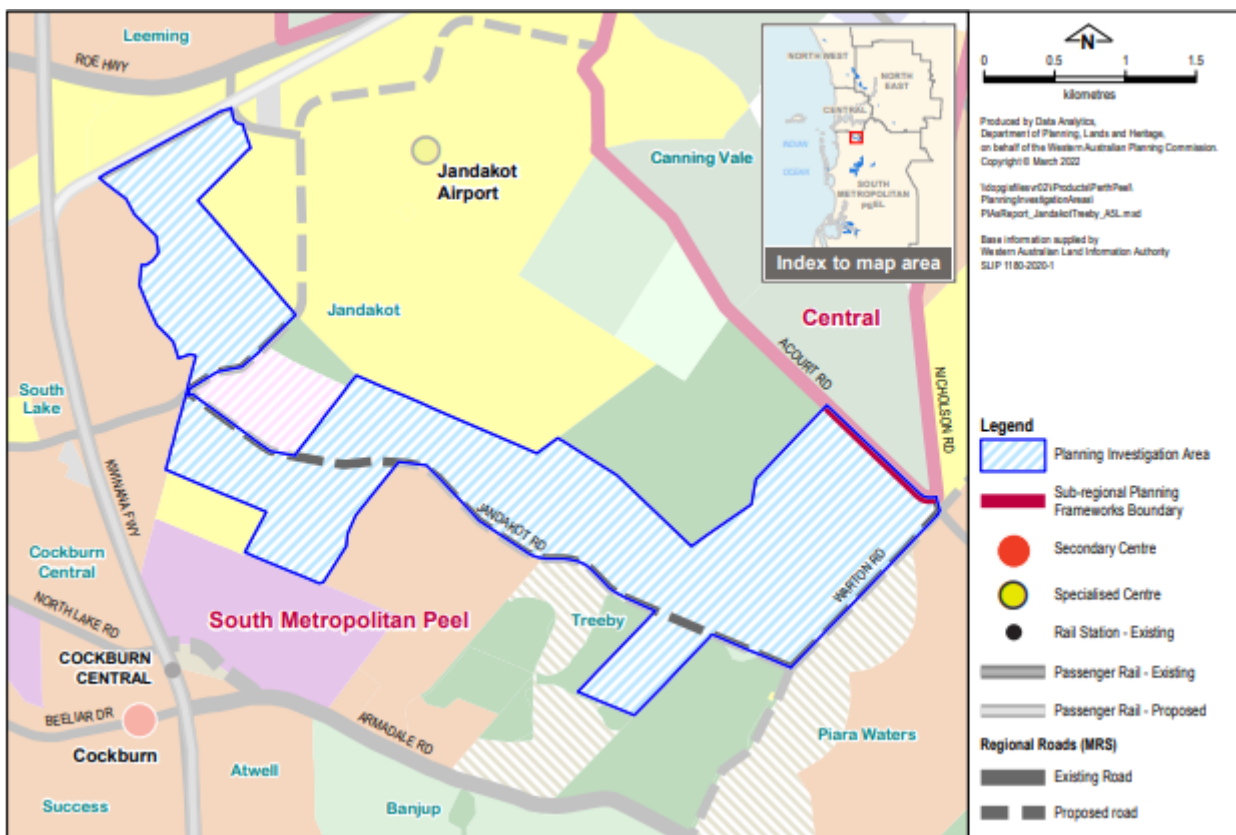 Leeming
ROE HWY
Jandakot
Airport
Canning Vale
NORTH WEST
NORTH
EAST
CENTRAL
INDIAN
OCEAN
SOUTH
METROPOLITAN
PEEL
Index to map area
Jandakot
Central
ACOURT RD
NICHOLSON RD
South
Lake
KWINANA FWY
JANDAKOT RD
WARTON RD
Cockburn
Central
NORTH LAKE RD
South Metropolitan Peel
Treeby
COCKBURN
CENTRAL
BEELIAR DR
Cockburn
ARMADALE RD
Piara Waters
Atwell
Success
Banjup
N
0 0.5 1 1.5
kilometres
Produced by Data Analytics,
Department of Planning, Lands and Heritage,
on behalf of the Western Australian Planning Commission.
Copyright © March 2022
PlanningInvestigationAreas\
PIAsReport_JandakotTreeby_ASL.mxd
Base information supplied by
Western Australian Land Information Authority
SLIP 1180-2020-1
Legend
Planning Investigation Area
Sub-regional Planning
Frameworks Boundary
Secondary Centre
Specialised Centre
Rail Station - Existing
Passenger Rail - Existing
Passenger Rail - Proposed
Regional Roads (MRS)
Existing Road
Proposed road